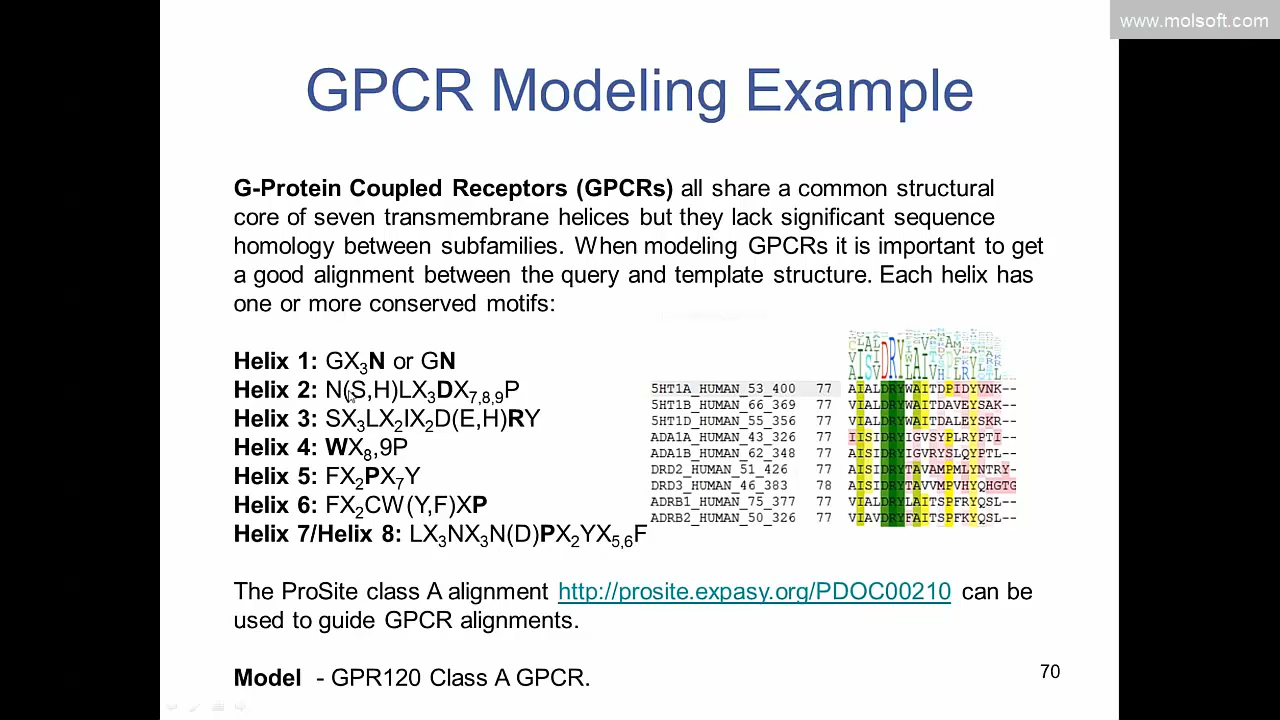 www.molsoft.com
GPCR Modeling Example
G-Protein Coupled Receptors (GPCRs) all share a common structural
core of seven transmembrane helices but they lack significant sequence
homology between subfamilies. When modeling GPCRs it is important to get
a good alignment between the query and template structure. Each helix has
one or more conserved motifs:
Helix 1: GX3N or GN
Helix 2: N(S,H)LX3DX7,8,9P
Helix 3: SX3LX2IX2D(E,H)RY
Helix 4: WX8,9P
Helix 5: FX2PX7Y
Helix 6: FX2CW(Y,F)XP
Helix 7/Helix 8: LX3NX3N(D)PX2YX5,6F
5HT1A_HUMAN_53_400 77 AIALDRYWAITDPIDYVNK--
5HT1B_HUMAN_66_369 77 VIALDRYWAITDAVEYSAK--
5HT1D_HUMAN_55_356 77 VIALDRYWAITDALEYSKR--
ADA1A_HUMAN_43_326 77 IISIDRYIGVSYPLRYPTI--
ADA1B_HUMAN_62_348 77 AISIDRYIGVRYSLQYPTL--
DRD2_HUMAN_51_426 77 AISIDRYTAVAMPMLYNTRY-
DRD3_HUMAN_46_383 78 AISIDRYTAVVMPVHYQHGTG
ADRB1_HUMAN_75_377 77 VIALDRYLAITSPFRYQSL--
ADRB2_HUMAN_50_326 77 VIAVDRYFAITSPFKYQSL--
The ProSite class A alignment http://prosite.expasy.org/PDOC00210 can be
used to guide GPCR alignments.
Model - GPR120 Class A GPCR.
70